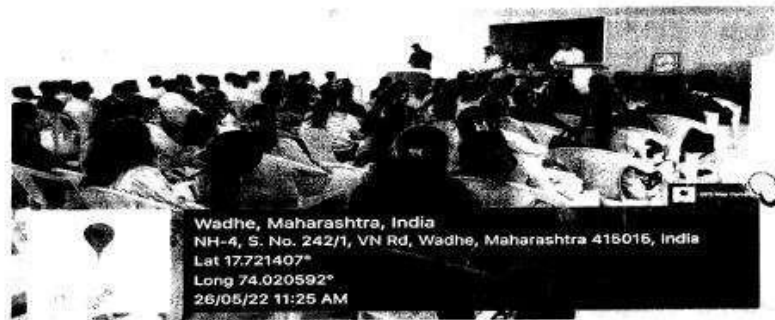 Wadhe, Maharashtra, India
NH-4, S. No. 242/1, VN Rd, Wadhe, Maharashtra 415015, India
Lat 17.721407°
Long 74.020592°
26/05/22 11:25 AM